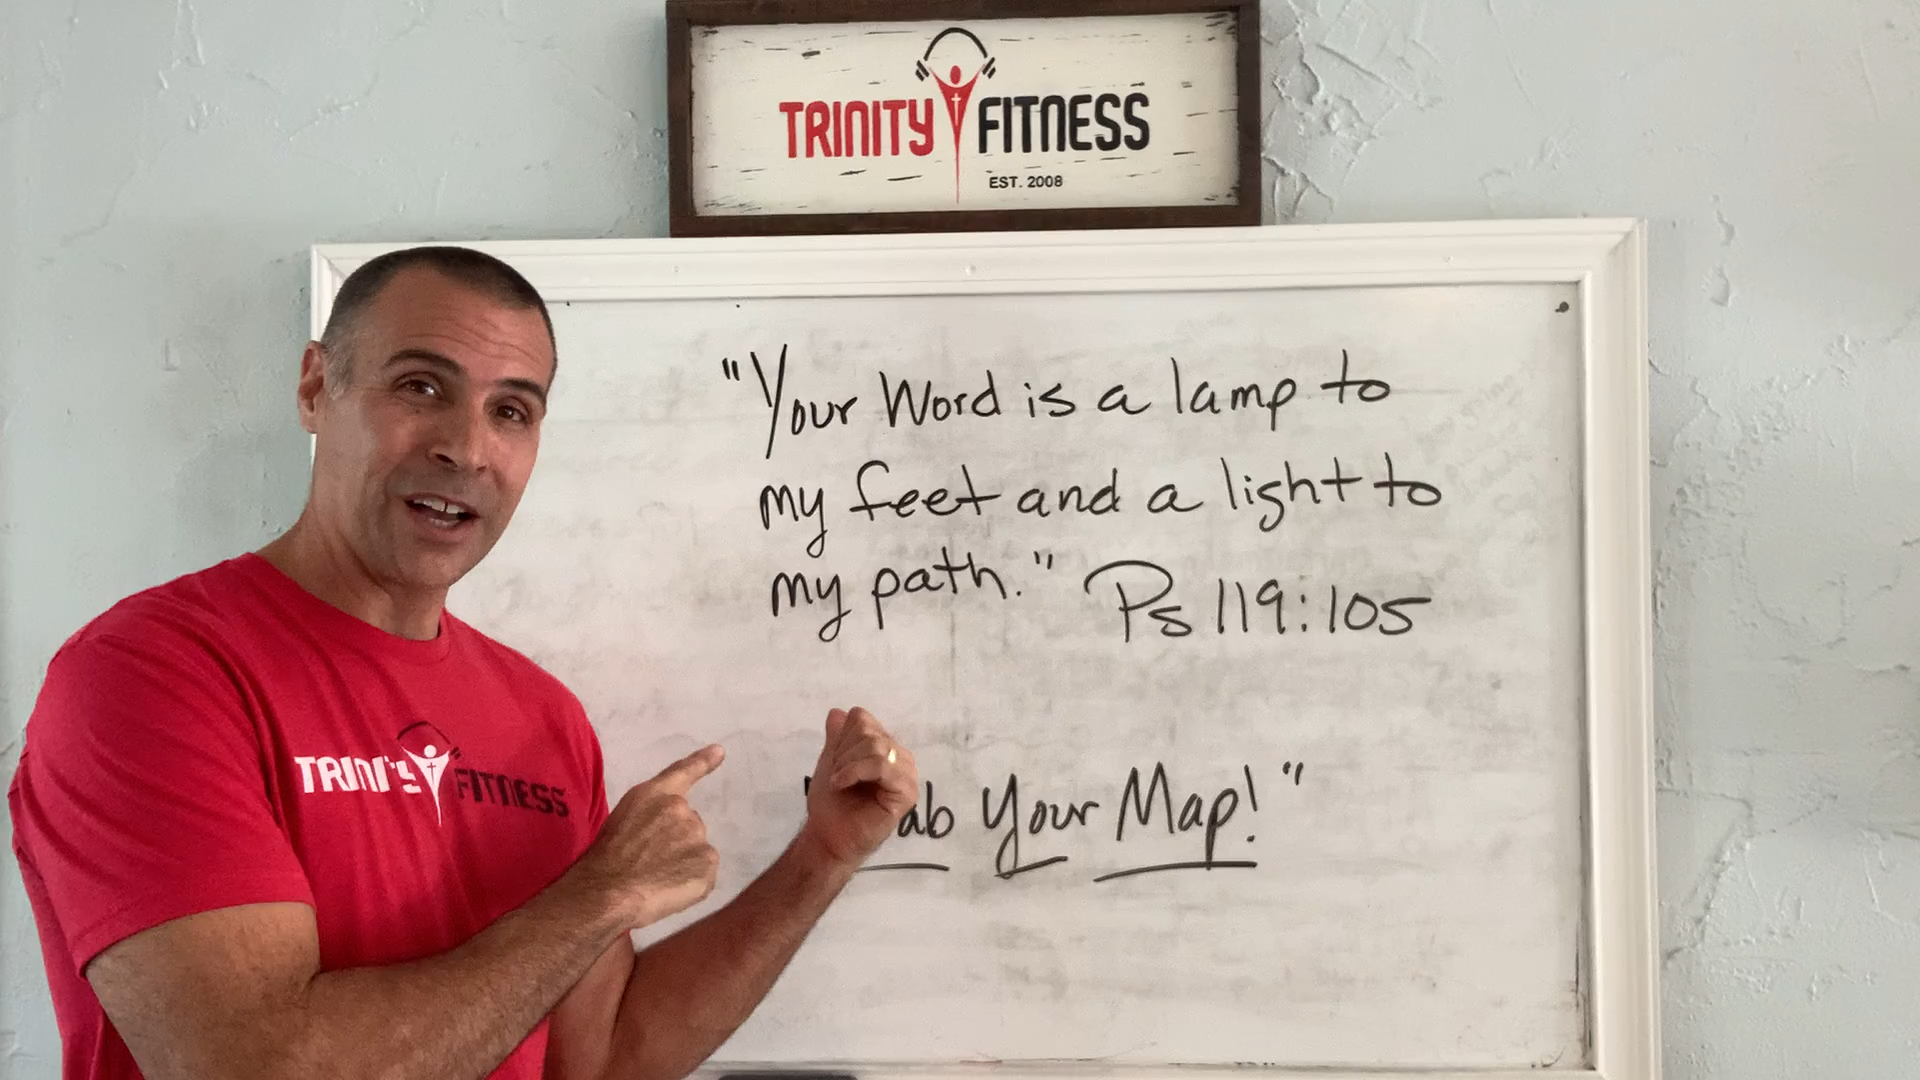 TRINITY FITNESS
EST. 2008
"Your Word is a lamp to
my feet and a light to
my path." Ps 119:105
Your Map!"
TRINITY FITNESS